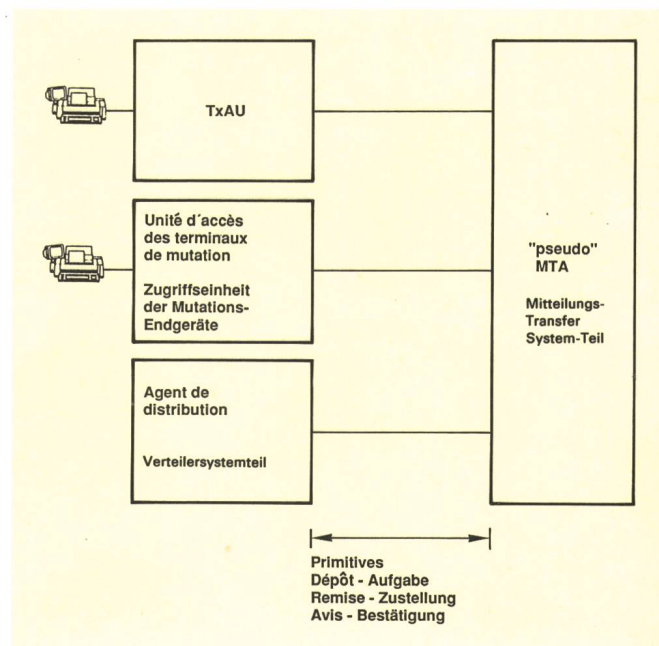 TxAU
Unité d'accès
des terminaux
de mutation
Zugriffseinheit
der Mutations-
Endgeräte
Agent de
distribution
Verteilersystemteil
"pseudo"
MTA
Mitteilungs-
Transfer
System-Teil
Primitives
Dépôt - Aufgabe
Remise - Zustellung
Avis - Bestätigung